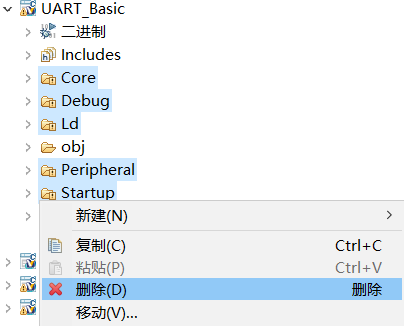 UART_Basic
二进制
Includes
Core
Debug
Ld
obj
Peripheral
Startup
新建(N)
复制(C) Ctrl+C
粘贴(P) Ctrl+V
删除(D) 删除
移动(V)...